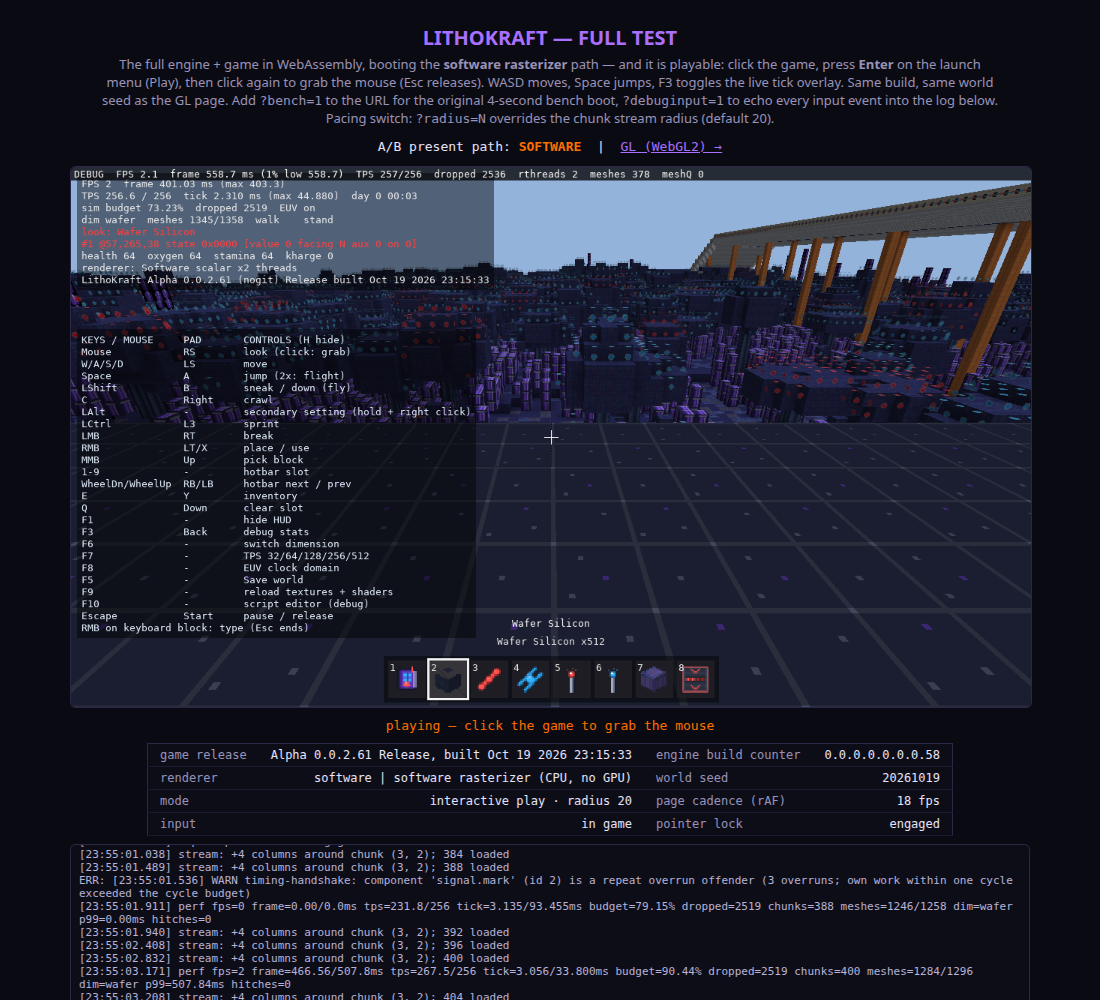 LITHOKRAFT — FULL TEST
The full engine + game in WebAssembly, booting the software rasterizer path — and it is playable: click the game, press Enter on the launch
menu (Play), then click again to grab the mouse (Esc releases). WASD moves, Space jumps, F3 toggles the live tick overlay. Same build, same world
seed as the GL page. Add ?bench=1 to the URL for the original 4-second bench boot, ?debuginput=1 to echo every input event into the log below.
Pacing switch: ?radius=N overrides the chunk stream radius (default 20).
A/B present path: SOFTWARE | GL (WebGL2) →
DEBUG FPS 2.1 frame 558.7 ms (1% low 558.7) TPS 257/256 dropped 2536 rthreads 2 meshes 378 meshQ 0
FPS 2 frame 401.03 ms (max 403.3)
TPS 256.6 / 256 tick 2.310 ms (max 44.880) day 0 00:03
sim budget 73.23% dropped 2519 EUV on
dim wafer meshes 1345/1358 walk stand
look: Wafer Silicon
#1 @57,265,38 state 0x0000 [value 0 facing N aux 0 on 0]
health 64 oxygen 64 stamina 64 kharge 0
renderer: Software scalar x2 threads
LithoKraft Alpha 0.0.2.61 (nogit) Release built Oct 19 2026 23:15:33
KEYS / MOUSE PAD CONTROLS (H hide)
Mouse RS look (click: grab)
W/A/S/D LS move
Space A jump (2x: flight)
LShift B sneak / down (fly)
C Right crawl
LAlt - secondary setting (hold + right click)
LCtrl L3 sprint
LMB RT break
RMB LT/X place / use
MMB Up pick block
1-9 - hotbar slot
WheelDn/WheelUp RB/LB hotbar next / prev
E Y inventory
Q Down clear slot
F1 - hide HUD
F3 Back debug stats
F6 - switch dimension
F7 - TPS 32/64/128/256/512
F8 - EUV clock domain
F5 - Save world
F9 - reload textures + shaders
F10 - script editor (debug)
Escape Start pause / release
RMB on keyboard block: type (Esc ends)
Wafer Silicon
Wafer Silicon x512
1 2 3 4 5 6 7 8
playing — click the game to grab the mouse
game release Alpha 0.0.2.61 Release, built Oct 19 2026 23:15:33 engine build counter 0.0.0.0.0.0.0.58
renderer software | software rasterizer (CPU, no GPU) world seed 20261019
mode interactive play · radius 20 page cadence (rAF) 18 fps
input in game pointer lock engaged
[23:55:01.038] stream: +4 columns around chunk (3, 2); 384 loaded
[23:55:01.489] stream: +4 columns around chunk (3, 2); 388 loaded
ERR: [23:55:01.536] WARN timing-handshake: component 'signal.mark' (id 2) is a repeat overrun offender (3 overruns; own work within one cycle
exceeded the cycle budget)
[23:55:01.911] perf fps=0 frame=0.00/0.0ms tps=231.8/256 tick=3.135/93.455ms budget=79.15% dropped=2519 chunks=388 meshes=1246/1258 dim=wafer
p99=0.00ms hitches=0
[23:55:01.940] stream: +4 columns around chunk (3, 2); 392 loaded
[23:55:02.408] stream: +4 columns around chunk (3, 2); 396 loaded
[23:55:02.832] stream: +4 columns around chunk (3, 2); 400 loaded
[23:55:03.171] perf fps=2 frame=466.56/507.8ms tps=267.5/256 tick=3.056/33.800ms budget=90.44% dropped=2519 chunks=400 meshes=1284/1296
dim=wafer p99=507.84ms hitches=0
[23:55:03.208] stream: +4 columns around chunk (3, 2); 404 loaded